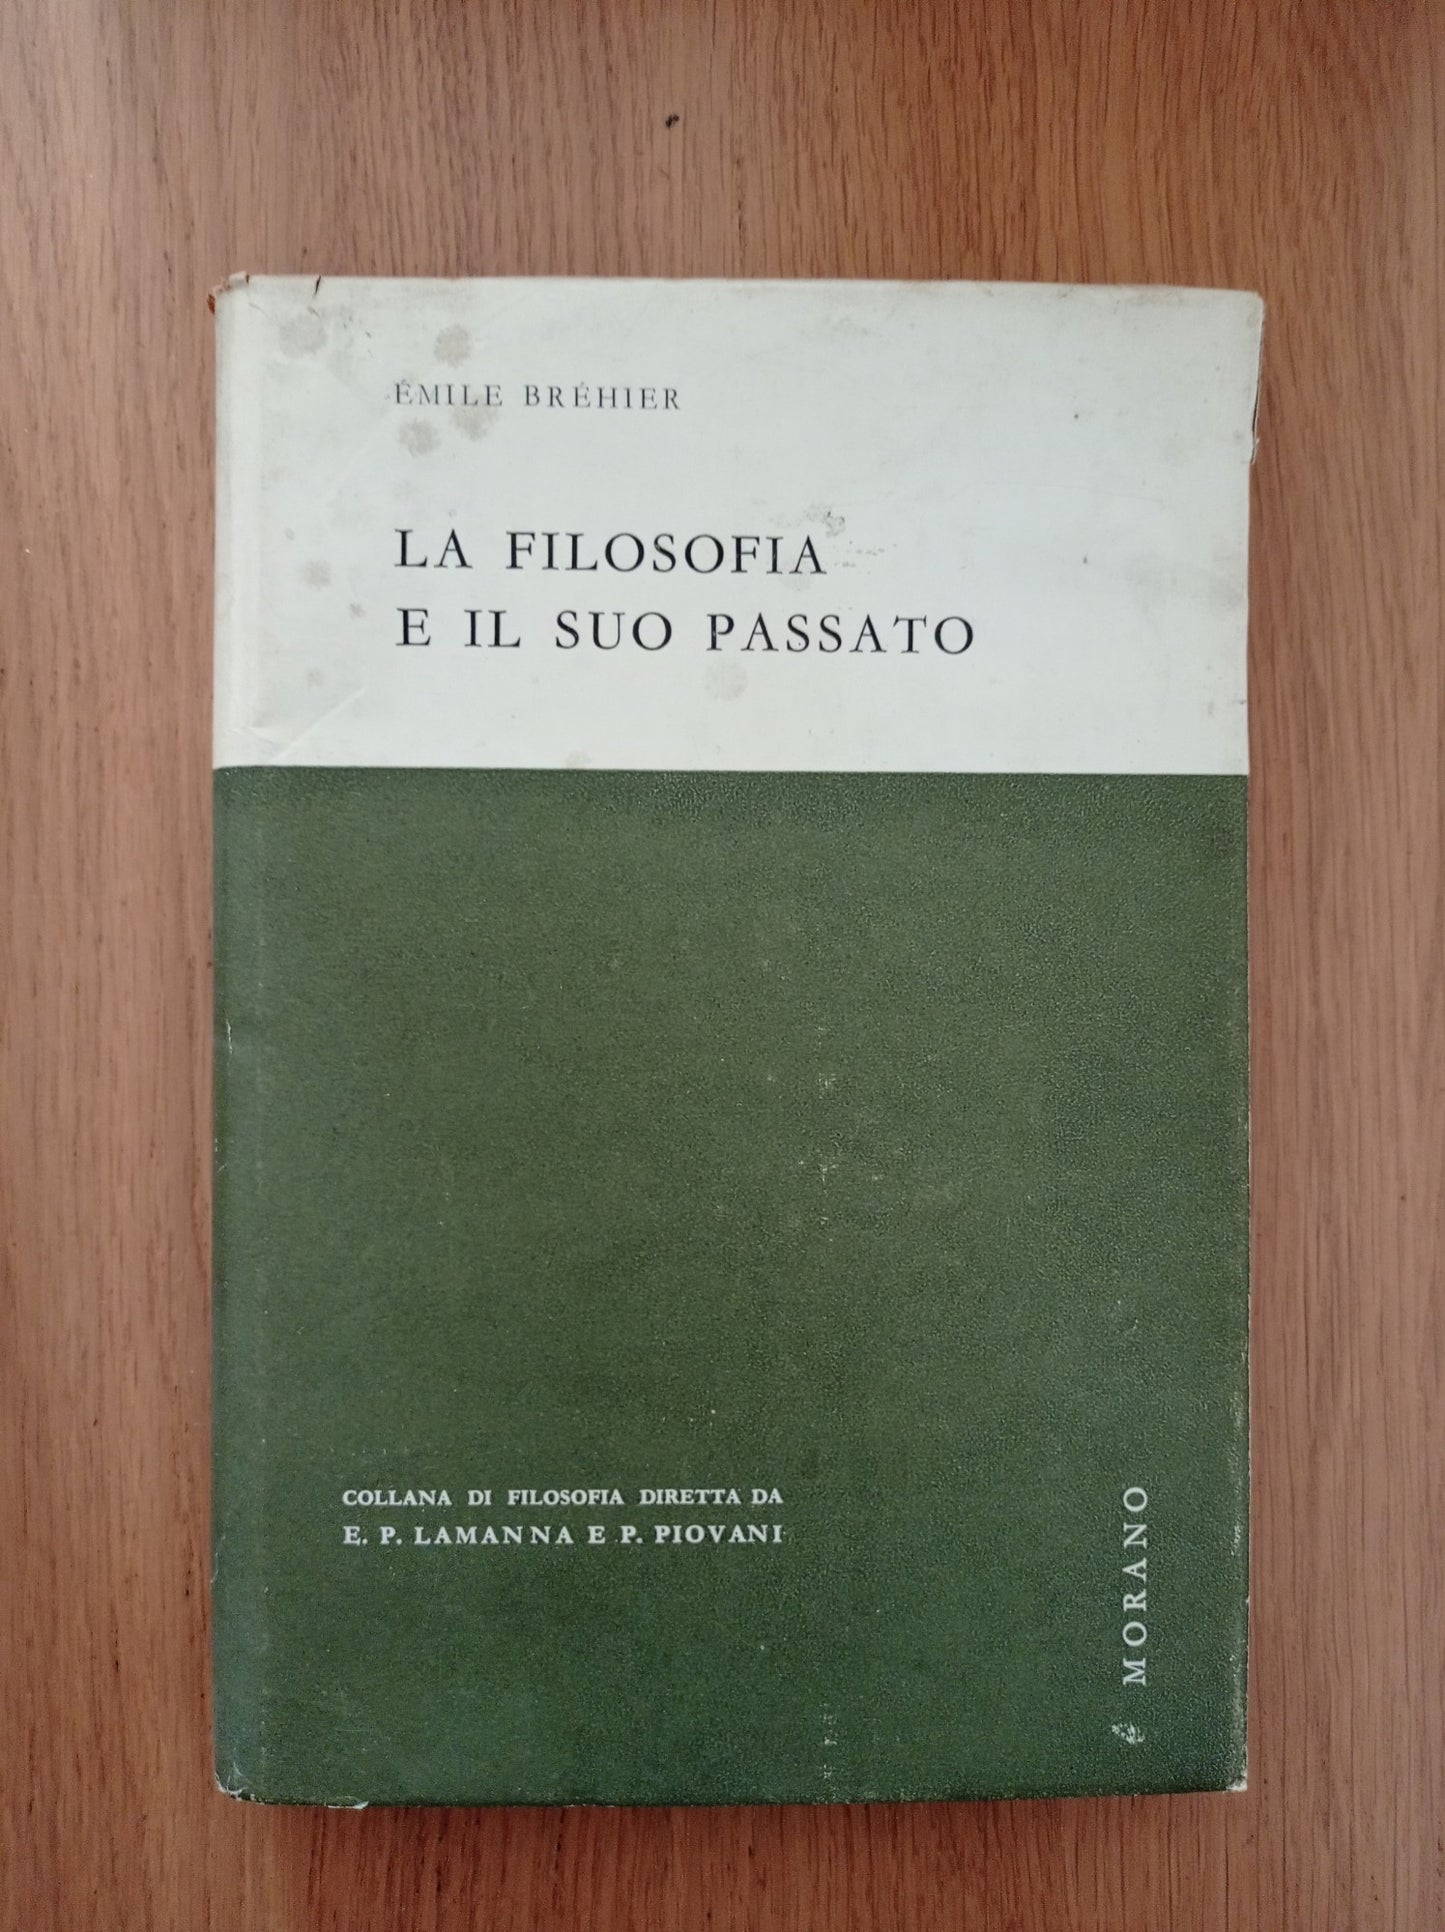 ÉMILE BRÉHIER
LA FILOSOFIA
E IL SUO PASSATO
COLLANA DI FILOSOFIA DIRETTA DA
E. P. LAMANNA E P. PIOVANI
MORANO